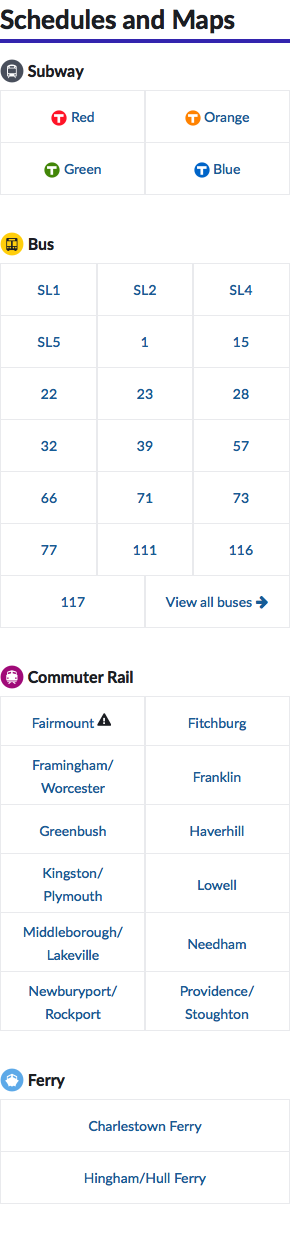 Schedules and Maps
Subway
T Red
T Orange
T Green
T Blue
Bus
SL1
SL2
SL4
SL5
1
15
22
23
28
32
39
57
66
71
73
77
111
116
117
View all buses
Commuter Rail
Fairmount
Fitchburg
Framingham/
Worcester
Franklin
Greenbush
Haverhill
Kingston/
Plymouth
Lowell
Middleborough/
Lakeville
Needham
Newburyport/
Rockport
Providence/
Stoughton
Ferry
Charlestown Ferry
Hingham/Hull Ferry